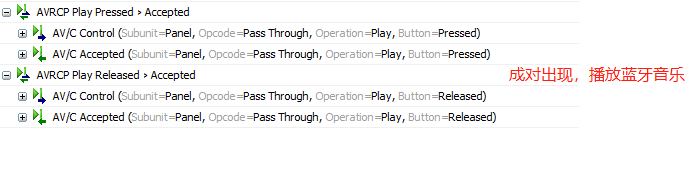 AVRCP Play Pressed > Accepted
AV/C Control (Subunit=Panel, Opcode=Pass Through, Operation=Play, Button=Pressed)
AV/C Accepted (Subunit=Panel, Opcode=Pass Through, Operation=Play, Button=Pressed)
AVRCP Play Released > Accepted
成对出现，播放蓝牙音乐
AV/C Control (Subunit=Panel, Opcode=Pass Through, Operation=Play, Button=Released)
AV/C Accepted (Subunit=Panel, Opcode=Pass Through, Operation=Play, Button=Released)